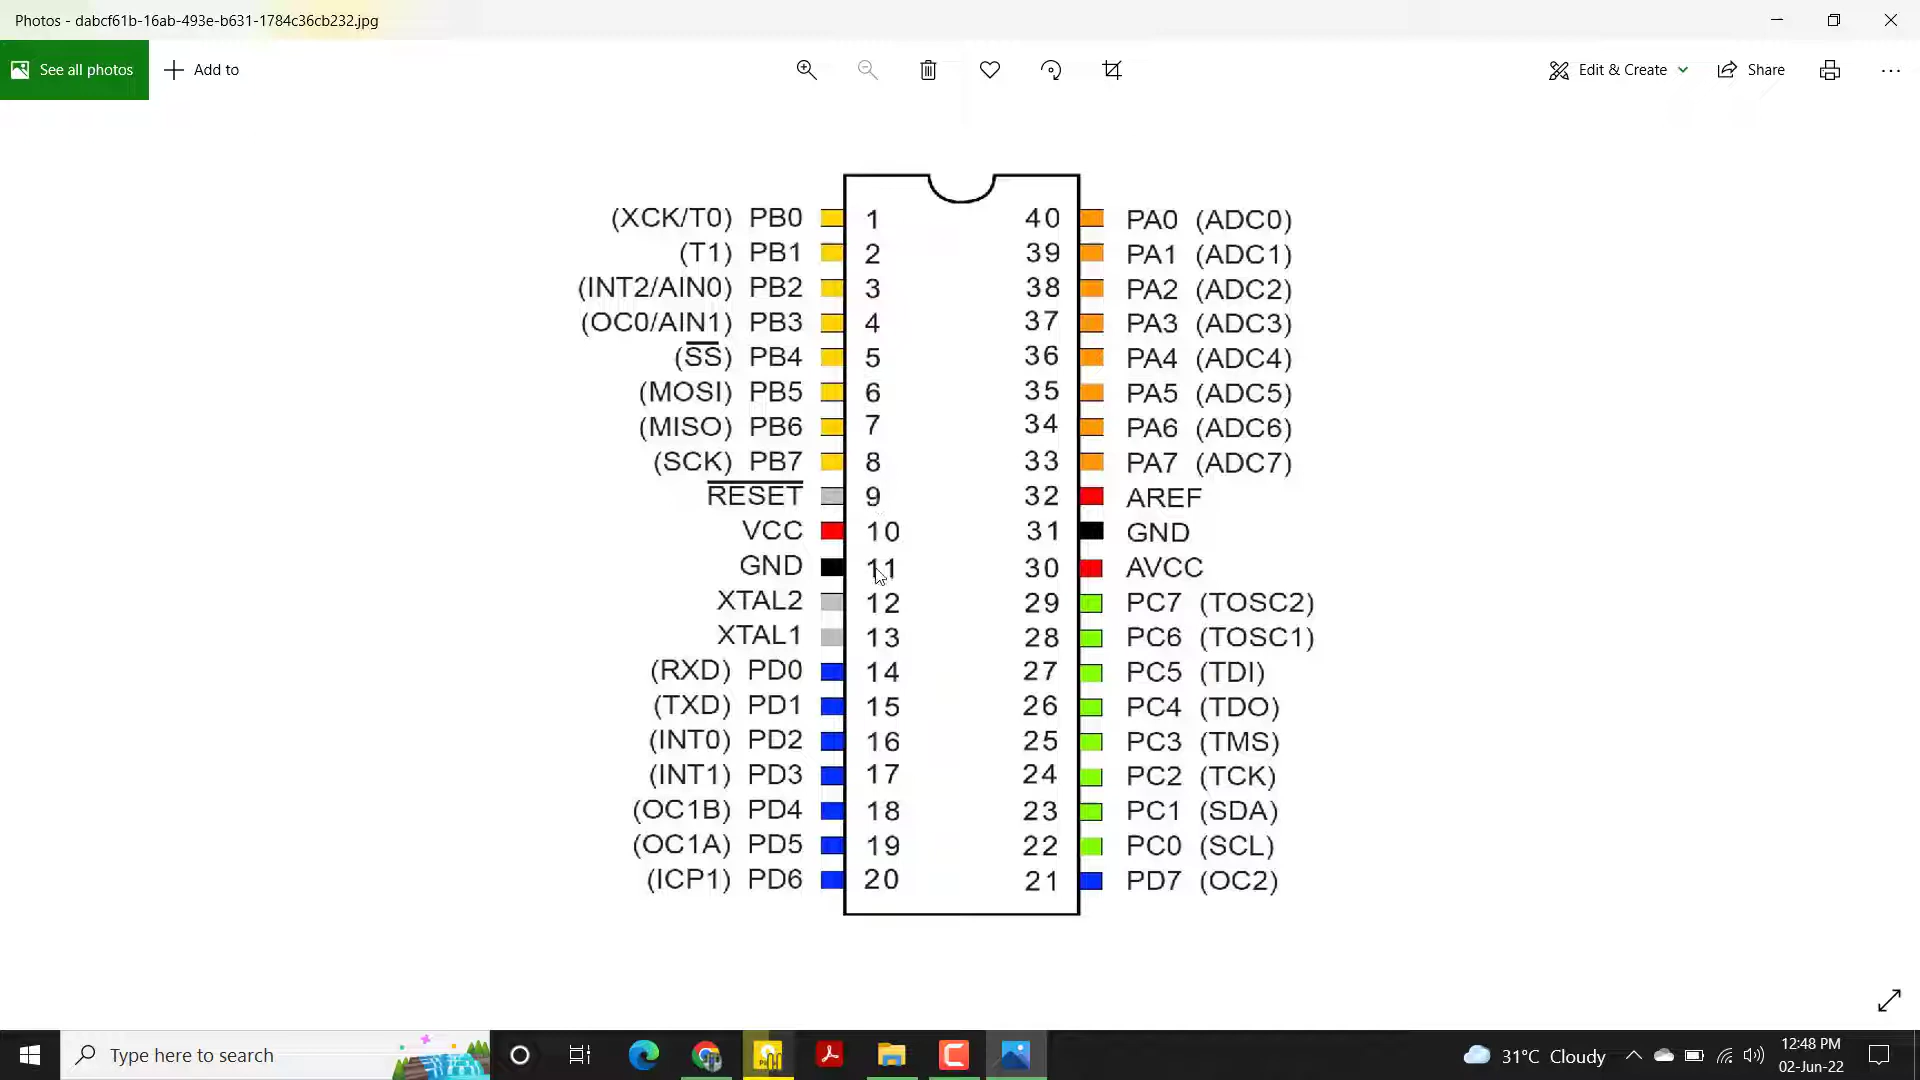 Photos - dabcf61b-16ab-493e-b631-1784c36cb232.jpg
See all photos
Add to
Edit & Create
Share
(XCK/T0) PB0 1 40 PA0 (ADC0)
(T1) PB1 2 39 PA1 (ADC1)
(INT2/AIN0) PB2 3 38 PA2 (ADC2)
(OC0/AIN1) PB3 4 37 PA3 (ADC3)
(SS) PB4 5 36 PA4 (ADC4)
(MOSI) PB5 6 35 PA5 (ADC5)
(MISO) PB6 7 34 PA6 (ADC6)
(SCK) PB7 8 33 PA7 (ADC7)
RESET 9 32 AREF
VCC 10 31 GND
GND 11 30 AVCC
XTAL2 12 29 PC7 (TOSC2)
XTAL1 13 28 PC6 (TOSC1)
(RXD) PD0 14 27 PC5 (TDI)
(TXD) PD1 15 26 PC4 (TDO)
(INT0) PD2 16 25 PC3 (TMS)
(INT1) PD3 17 24 PC2 (TCK)
(OC1B) PD4 18 23 PC1 (SDA)
(OC1A) PD5 19 22 PC0 (SCL)
(ICP1) PD6 20 21 PD7 (OC2)
Type here to search
31°C Cloudy
12:48 PM
02-Jun-22